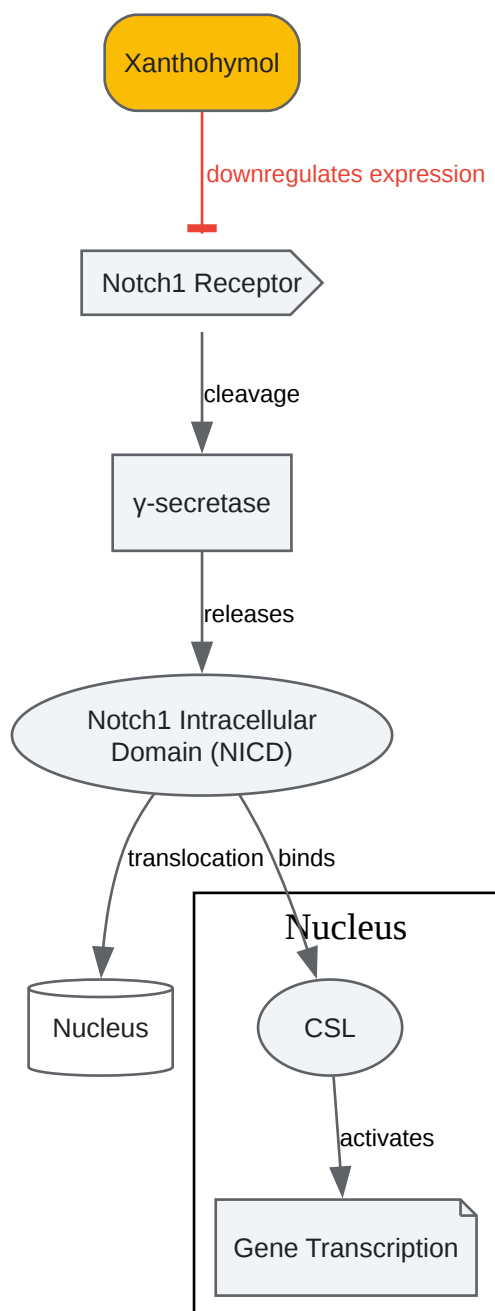 Xanthohymol
downregulates expression
Notch1 Receptor
cleavage
γ-secretase
releases
Notch1 Intracellular
Domain (NICD)
translocation
binds
Nucleus
Nucleus
CSL
activates
Gene Transcription